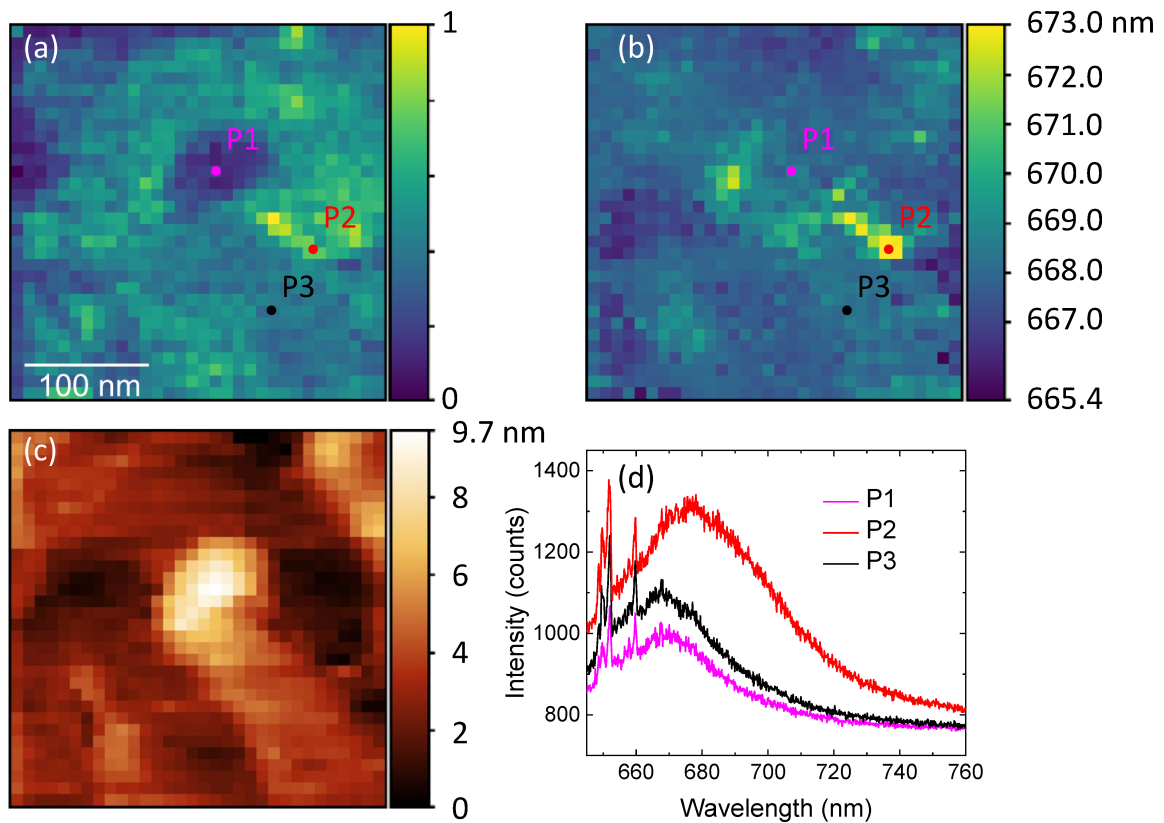 (a)
P1
P2
P3
100 nm
1
0
(b)
P1
P2
P3
673.0 nm
672.0
671.0
670.0
669.0
668.0
667.0
665.4
(c)
9.7 nm
8
6
4
2
0
(d)
1400
1200
1000
800
Intensity (counts)
P1
P2
P3
660 680 700 720 740 760
Wavelength (nm)